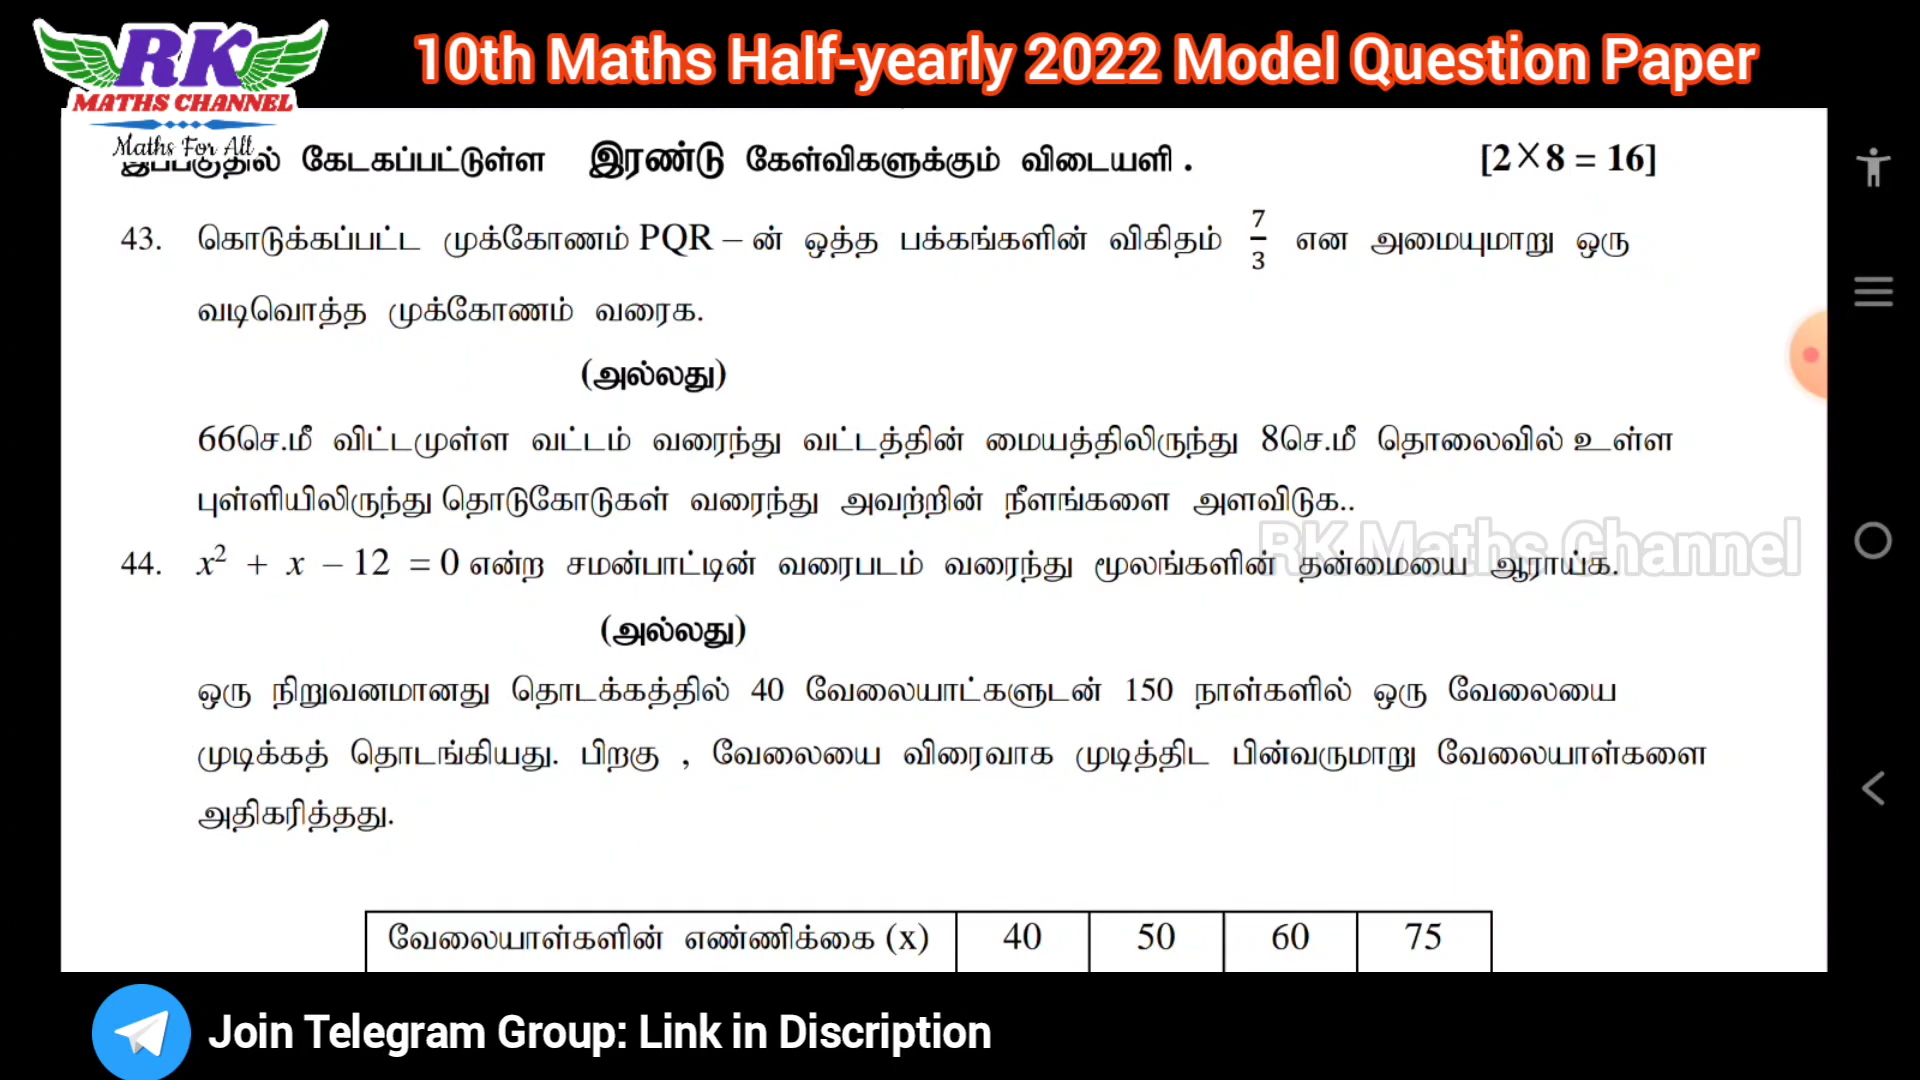 RK
MATHS CHANNEL
Maths For All
10th Maths Half-yearly 2022 Model Question Paper
கேட்கப்பட்டுள்ள இரண்டு கேள்விகளுக்கும் விடையளி . [2×8 = 16]
43. கொடுக்கப்பட்ட முக்கோணம் PQR – ன் ஒத்த பக்கங்களின் விகிதம் 7/3 என அமையுமாறு ஒரு
வடிவொத்த முக்கோணம் வரைக.
(அல்லது)
66செ.மீ விட்டமுள்ள வட்டம் வரைந்து வட்டத்தின் மையத்திலிருந்து 8செ.மீ தொலைவில் உள்ள
புள்ளியிலிருந்து தொடுகோடுகள் வரைந்து அவற்றின் நீளங்களை அளவிடுக..
RK Maths Channel
44. x² + x – 12 = 0 என்ற சமன்பாட்டின் வரைபடம் வரைந்து மூலங்களின் தன்மையை ஆராய்க.
(அல்லது)
ஒரு நிறுவனமானது தொடக்கத்தில் 40 வேலையாட்களுடன் 150 நாள்களில் ஒரு வேலையை
முடிக்கத் தொடங்கியது. பிறகு , வேலையை விரைவாக முடித்திட பின்வருமாறு வேலையாள்களை
அதிகரித்தது.
வேலையாள்களின் எண்ணிக்கை (x) 40 50 60 75
Join Telegram Group: Link in Discription